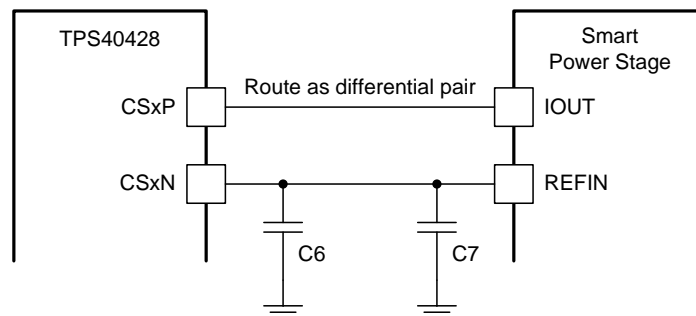 TPS40428
Smart
Power Stage
Route as differential pair
CSxP
IOUT
CSxN
REFIN
C6
C7